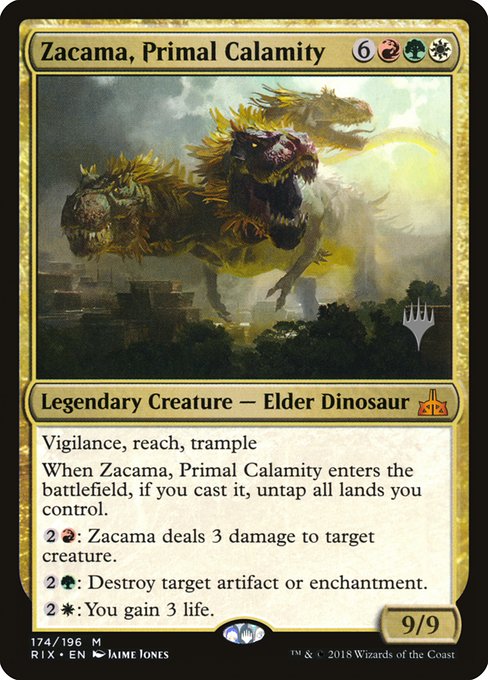 Zacama, Primal Calamity 6
Legendary Creature — Elder Dinosaur
Vigilance, reach, trample
When Zacama, Primal Calamity enters the
battlefield, if you cast it, untap all lands you
control.
2: Zacama deals 3 damage to target
creature.
2: Destroy target artifact or enchantment.
2: You gain 3 life.
9/9
174/196 M
RIX • EN Jaime Jones
™ & © 2018 Wizards of the Coast